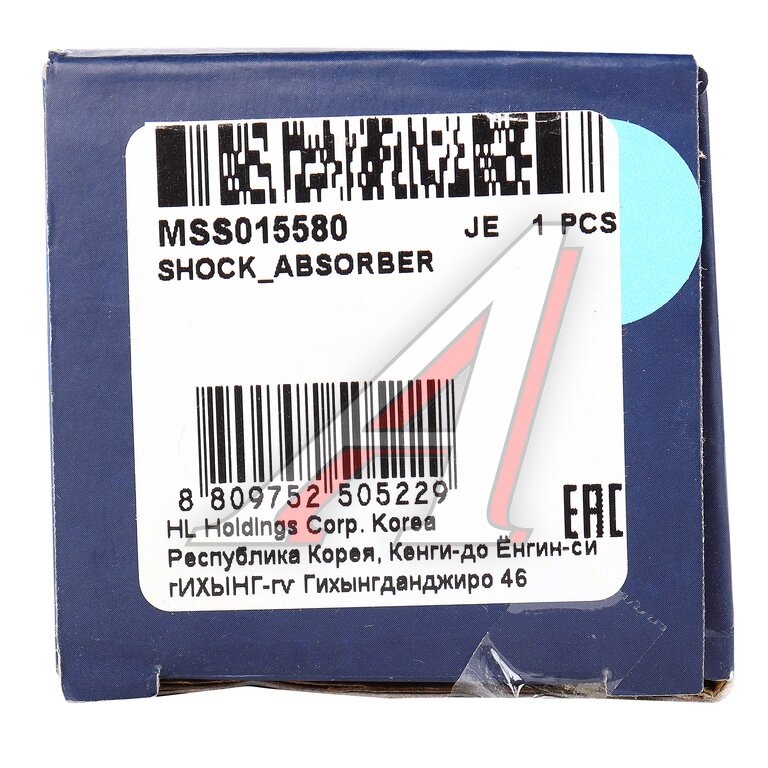 MSS015580 JE 1 PCS
SHOCK_ABSORBER
8 809752 505229
HL Holdings Corp. Korea
Республика Корея, Кенги-до Ёнгин-си
гИХЫНГ-rv Гихынгданджиро 46
EAC